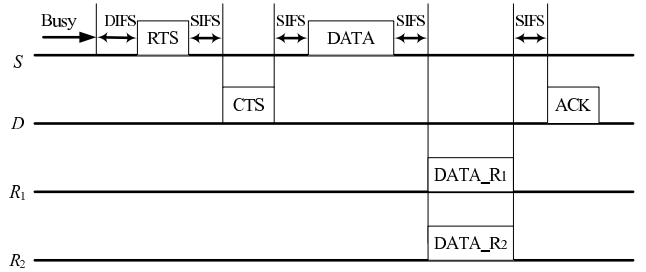 Busy DIFS RTS SIFS SIFS DATA SIFS SIFS
S
CTS ACK
D
DATA_R1
R1
DATA_R2
R2